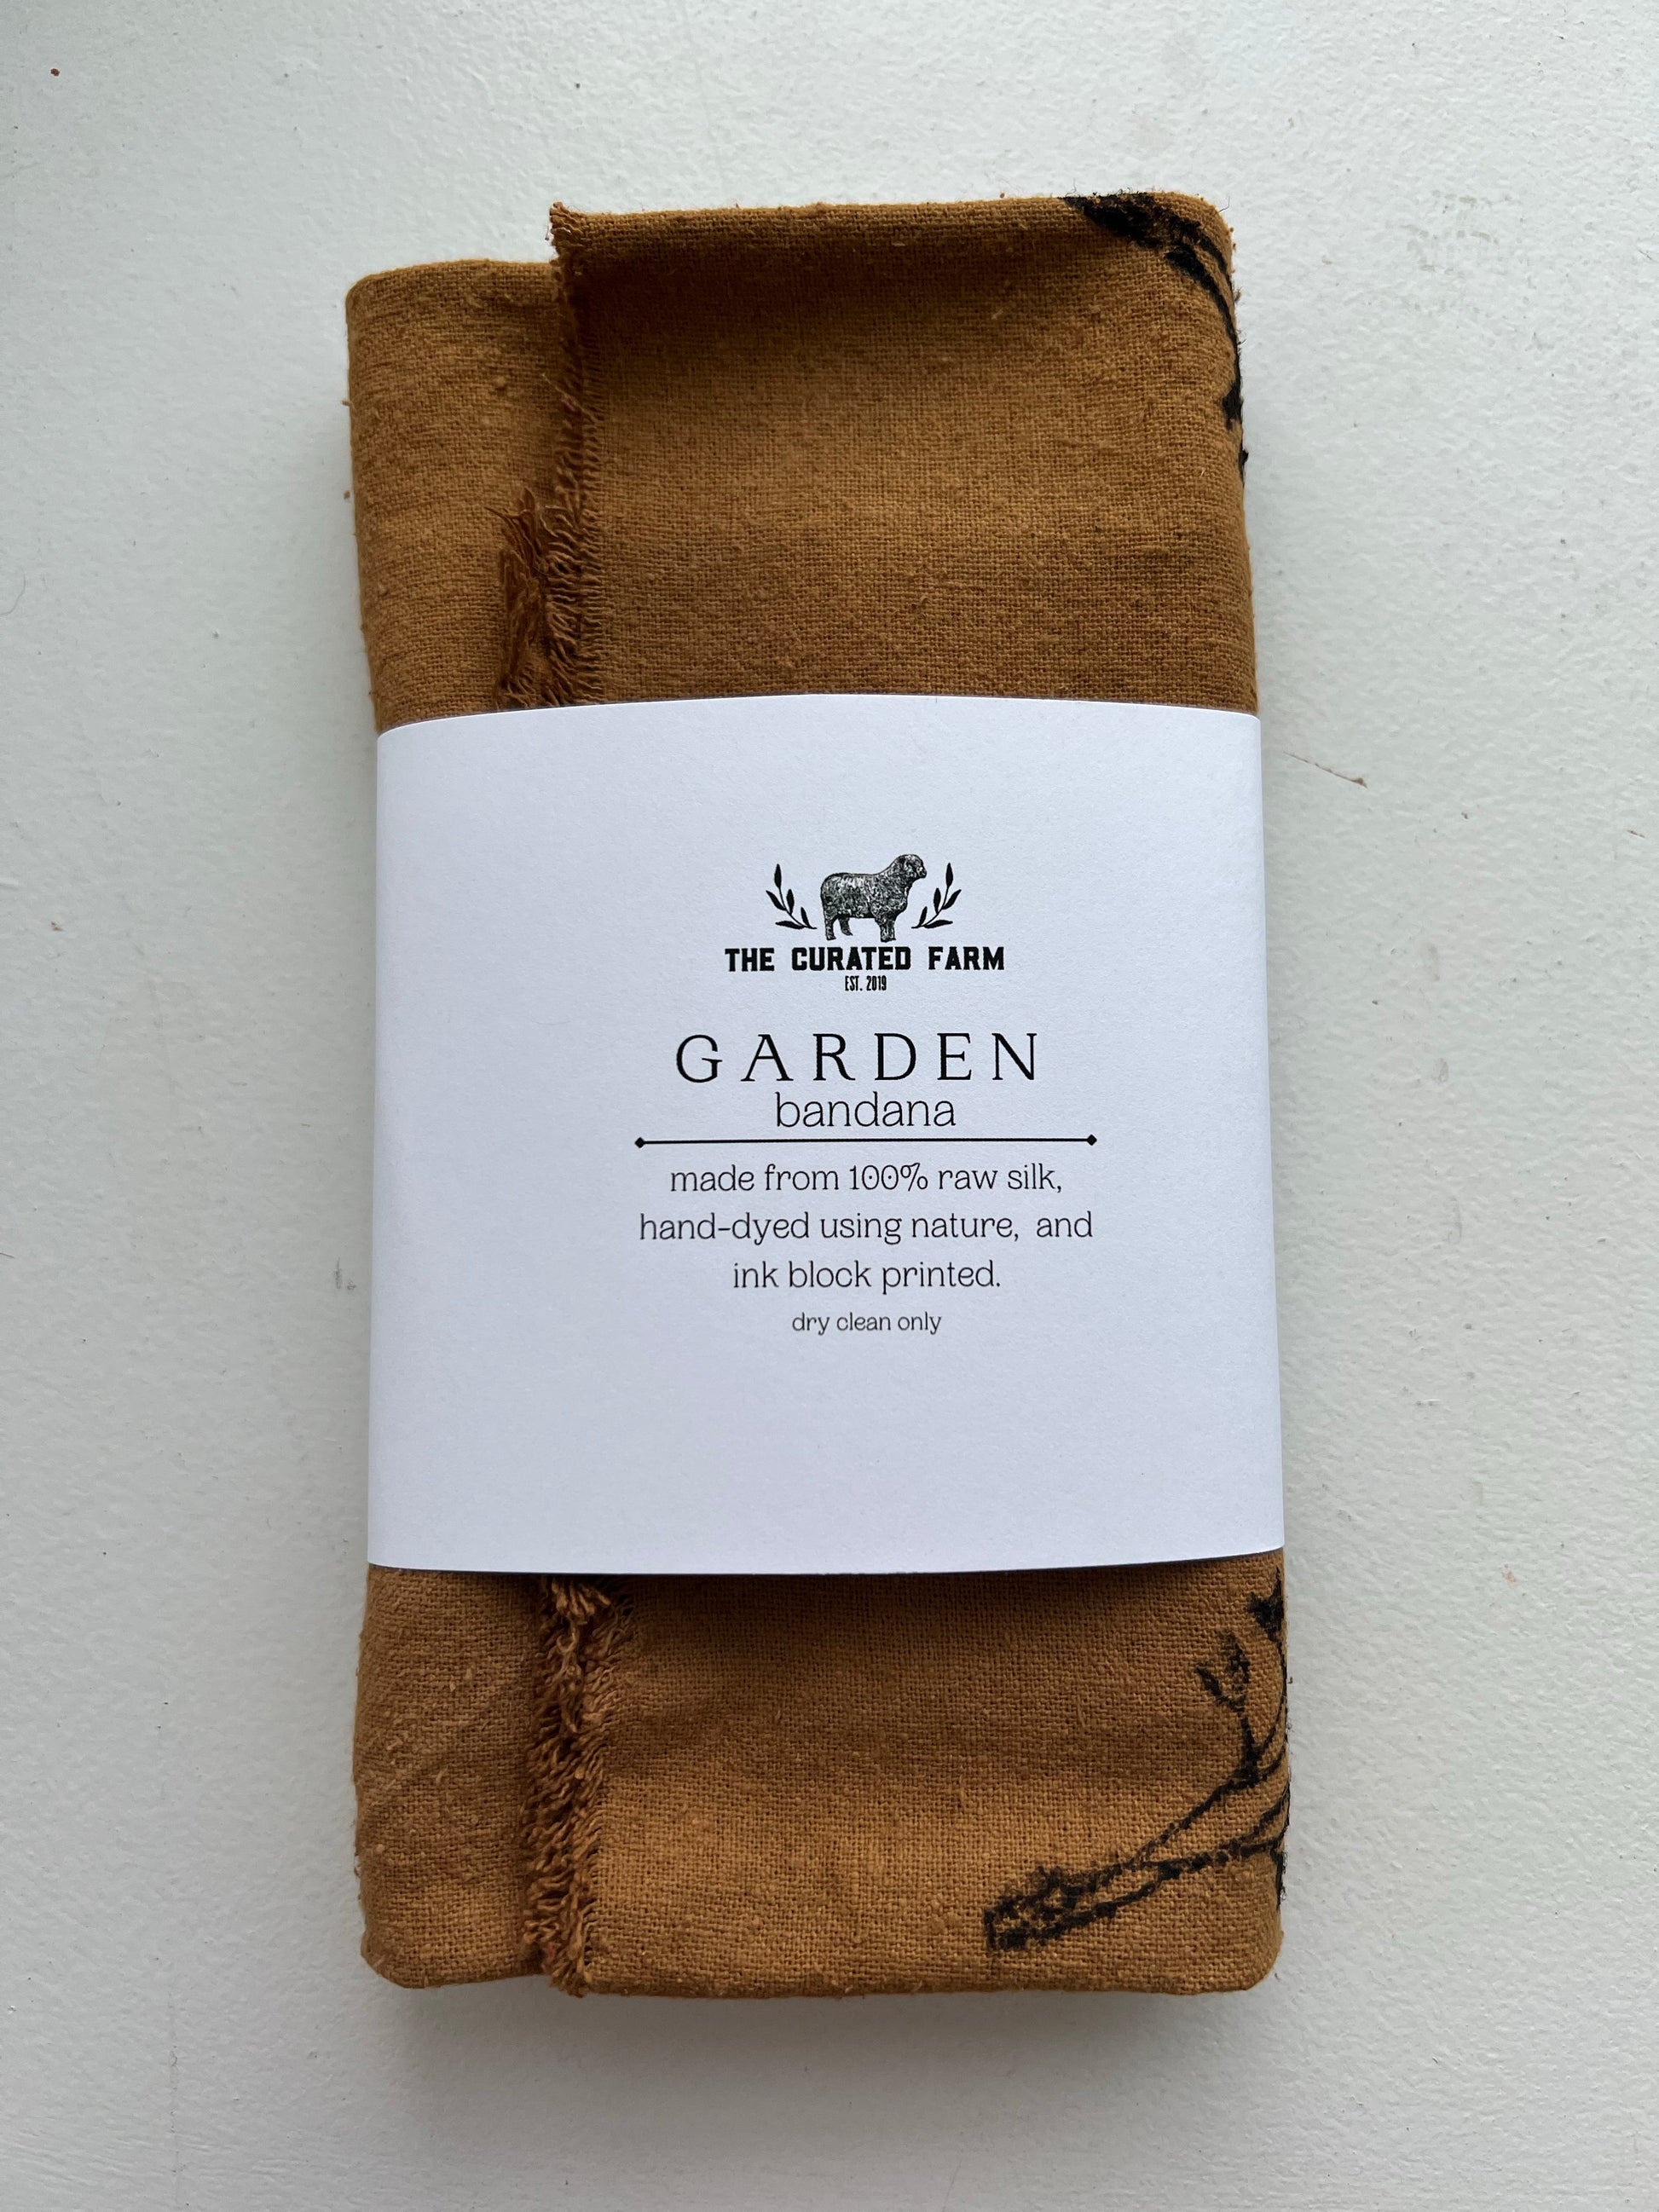 THE CURATED FARM
EST. 2019
GARDEN
bandana
made from 100% raw silk,
hand-dyed using nature, and
ink block printed.
dry clean only